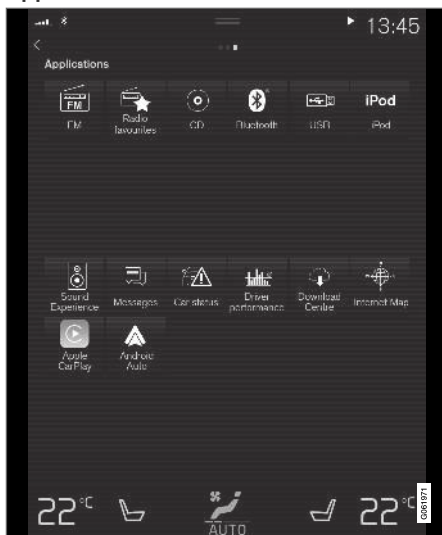 13:45
Applications
FM
iPod
FM
Radio
favourites
CD
Bluetooth
USB
iPod
Sound
Experience
Messages
Car status
Driver
performance
Download
Centre
Internet Map
Apple
CarPlay
Android
Auto
22°C
AUTO
22°C
G061971